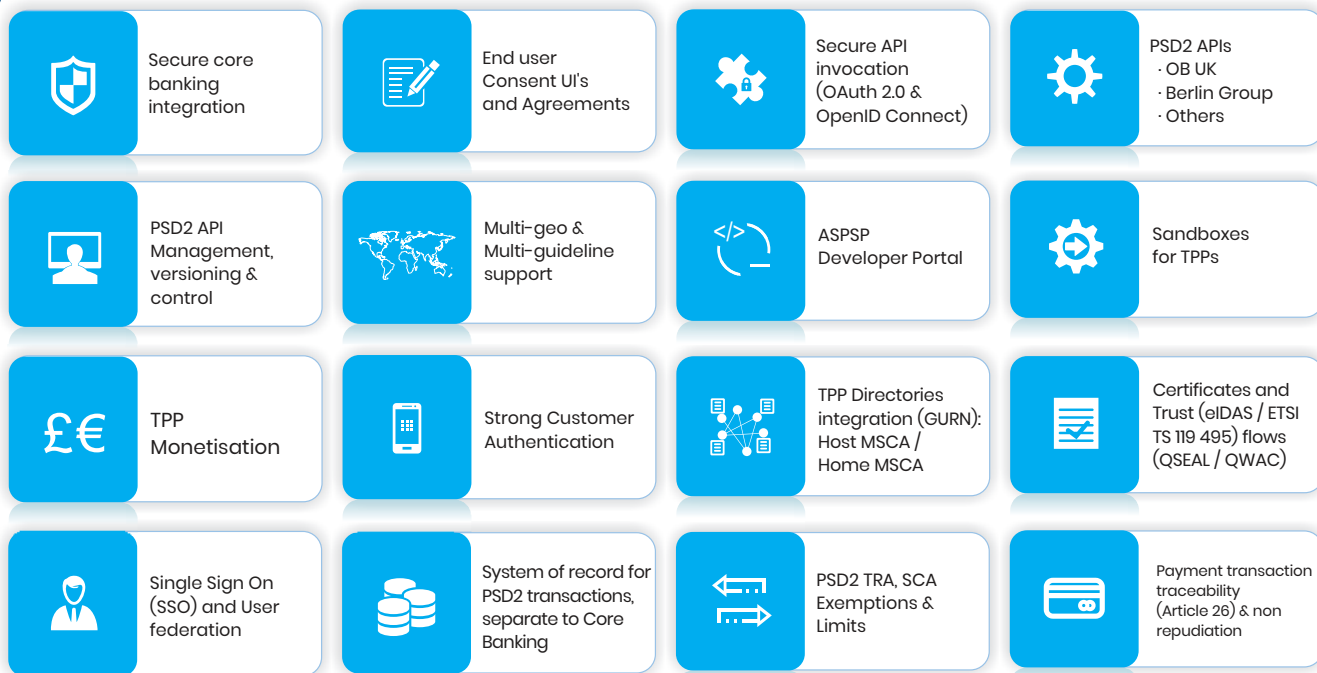 Secure core
banking
integration
End user
Consent UI's
and Agreements
Secure API
invocation
(OAuth 2.0 &
OpenID Connect)
PSD2 APIs
· OB UK
· Berlin Group
· Others
PSD2 API
Management,
versioning &
control
Multi-geo &
Multi-guideline
support
</>
ASPSP
Developer Portal
Sandboxes
for TPPs
£€
TPP
Monetisation
Strong Customer
Authentication
TPP Directories
integration (GURN):
Host MSCA /
Home MSCA
Certificates and
Trust (eIDAS / ETSI
TS 119 495) flows
(QSEAL / QWAC)
Single Sign On
(SSO) and User
federation
System of record for
PSD2 transactions,
separate to Core
Banking
PSD2 TRA, SCA
Exemptions &
Limits
Payment transaction
traceability
(Article 26) & non
repudiation